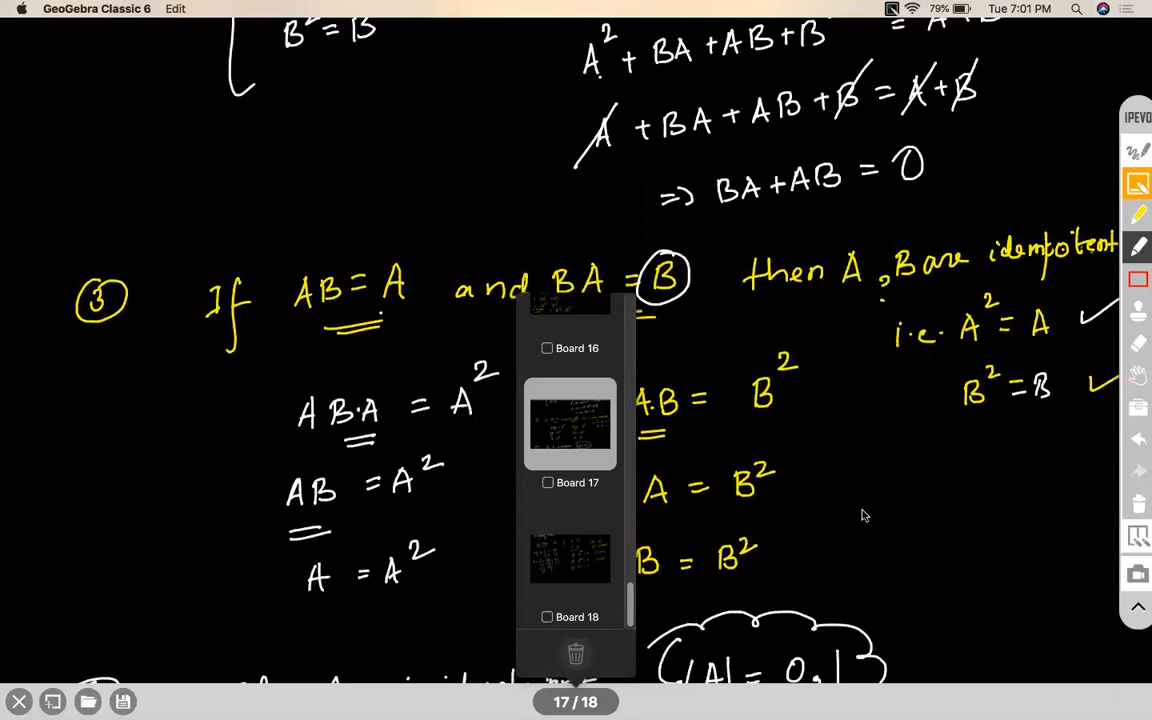 GeoGebra Classic 6 Edit 79% Tue 7:01 PM
B² = B
A² + BA + AB + B
A + BA + AB + B = A + B
=> BA + AB = 0
IPEVO
③ If AB = A and BA = B then A, B are idempotent
i.e. A² = A
B² = B
Board 16
A B·A = A²
A·B = B²
Board 17
AB = A²
A = B²
A = A²
B = B²
Board 18
|A| = 0,1
17 / 18